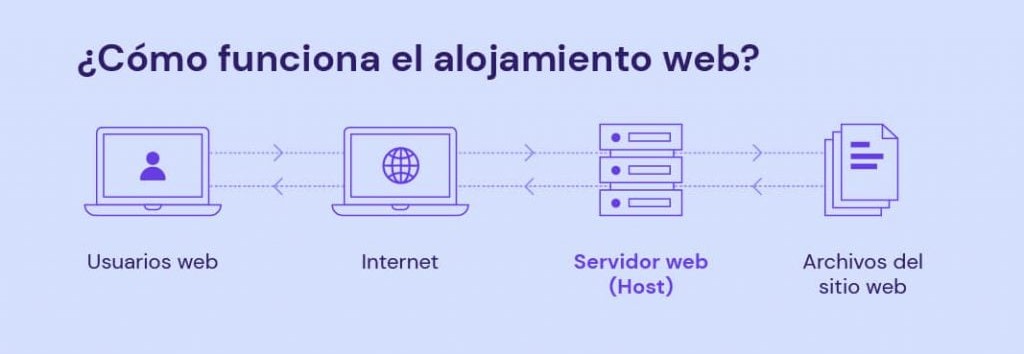 ¿Cómo funciona el alojamiento web?
Usuarios web
Internet
Servidor web
(Host)
Archivos del
sitio web